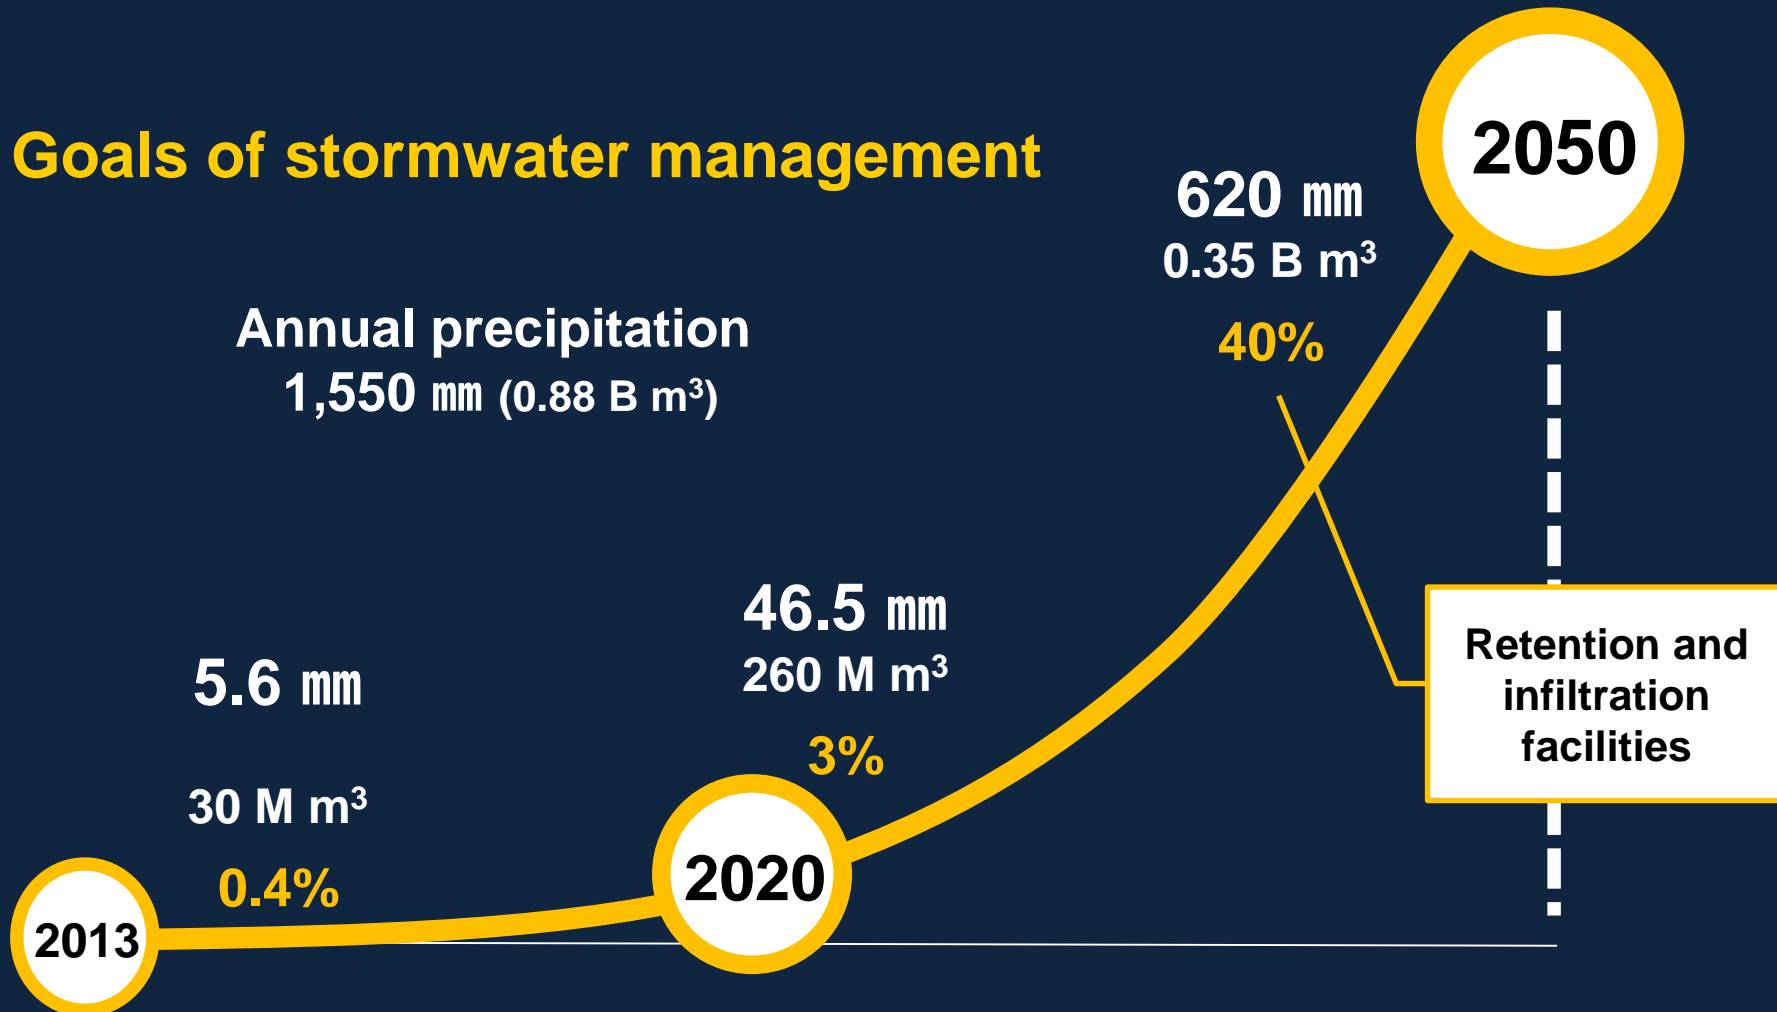 Goals of stormwater management
Annual precipitation
1,550 ㎜ (0.88 B m³)
5.6 ㎜
30 M m³
0.4%
2013
46.5 ㎜
260 M m³
3%
2020
620 ㎜
0.35 B m³
40%
2050
Retention and
infiltration
facilities